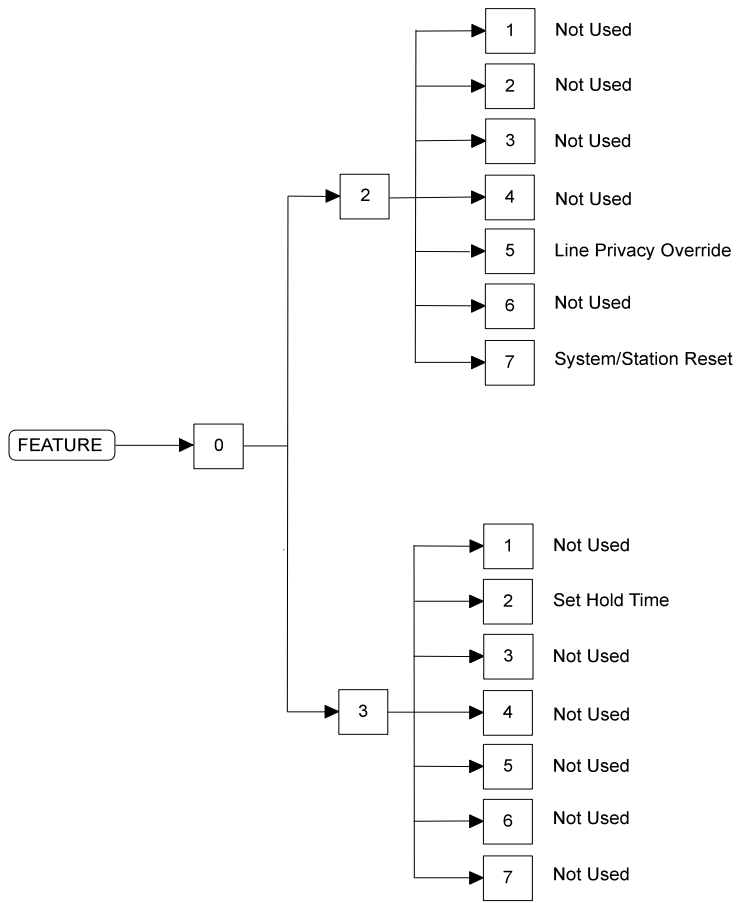 1 Not Used
2 Not Used
3 Not Used
2
4 Not Used
5 Line Privacy Override
6 Not Used
7 System/Station Reset
FEATURE 0
1 Not Used
2 Set Hold Time
3 Not Used
3
4 Not Used
5 Not Used
6 Not Used
7 Not Used